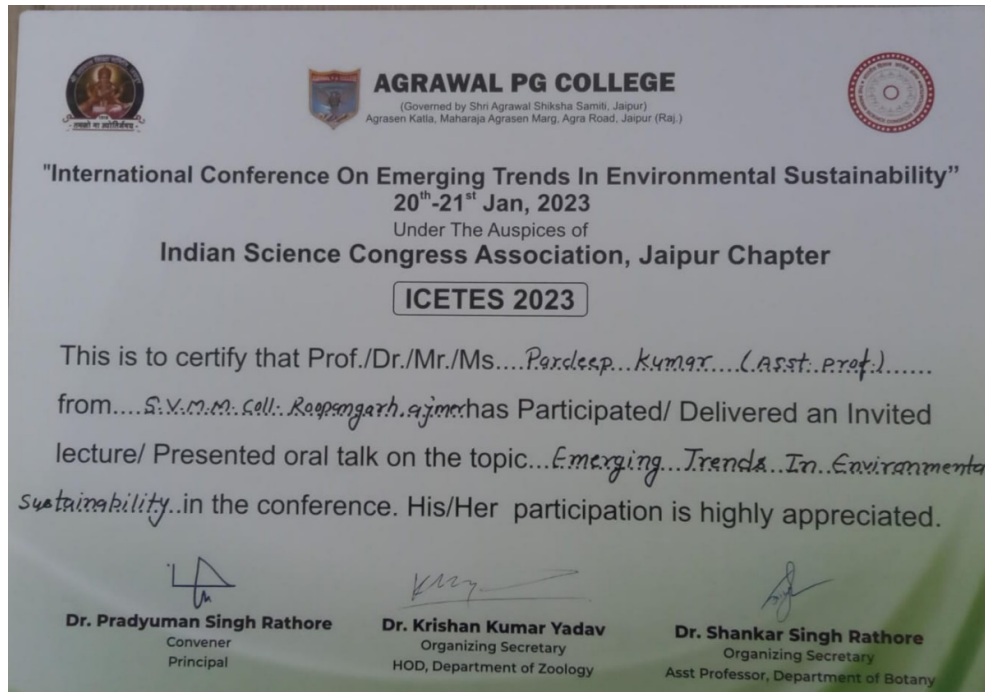 AGRAWAL PG COLLEGE
(Governed by Shri Agrawal Shiksha Samiti, Jaipur)
Agrasen Katla, Maharaja Agrasen Marg, Agra Road, Jaipur (Raj.)
तमसो मा ज्योतिर्गमय
"International Conference On Emerging Trends In Environmental Sustainability”
20th-21st Jan, 2023
Under The Auspices of
Indian Science Congress Association, Jaipur Chapter
ICETES 2023
This is to certify that Prof./Dr./Mr./Ms....Pardeep...Kumar....(Asst. Prof.)......
from....S.V.M.M. Coll. Roopangarh.ajmer has Participated/ Delivered an Invited
lecture/ Presented oral talk on the topic...Emerging...Trends..In..Environmenta
Sustainability..in the conference. His/Her participation is highly appreciated.
Dr. Pradyuman Singh Rathore
Convener
Principal
Dr. Krishan Kumar Yadav
Organizing Secretary
HOD, Department of Zoology
Dr. Shankar Singh Rathore
Organizing Secretary
Asst Professor, Department of Botany